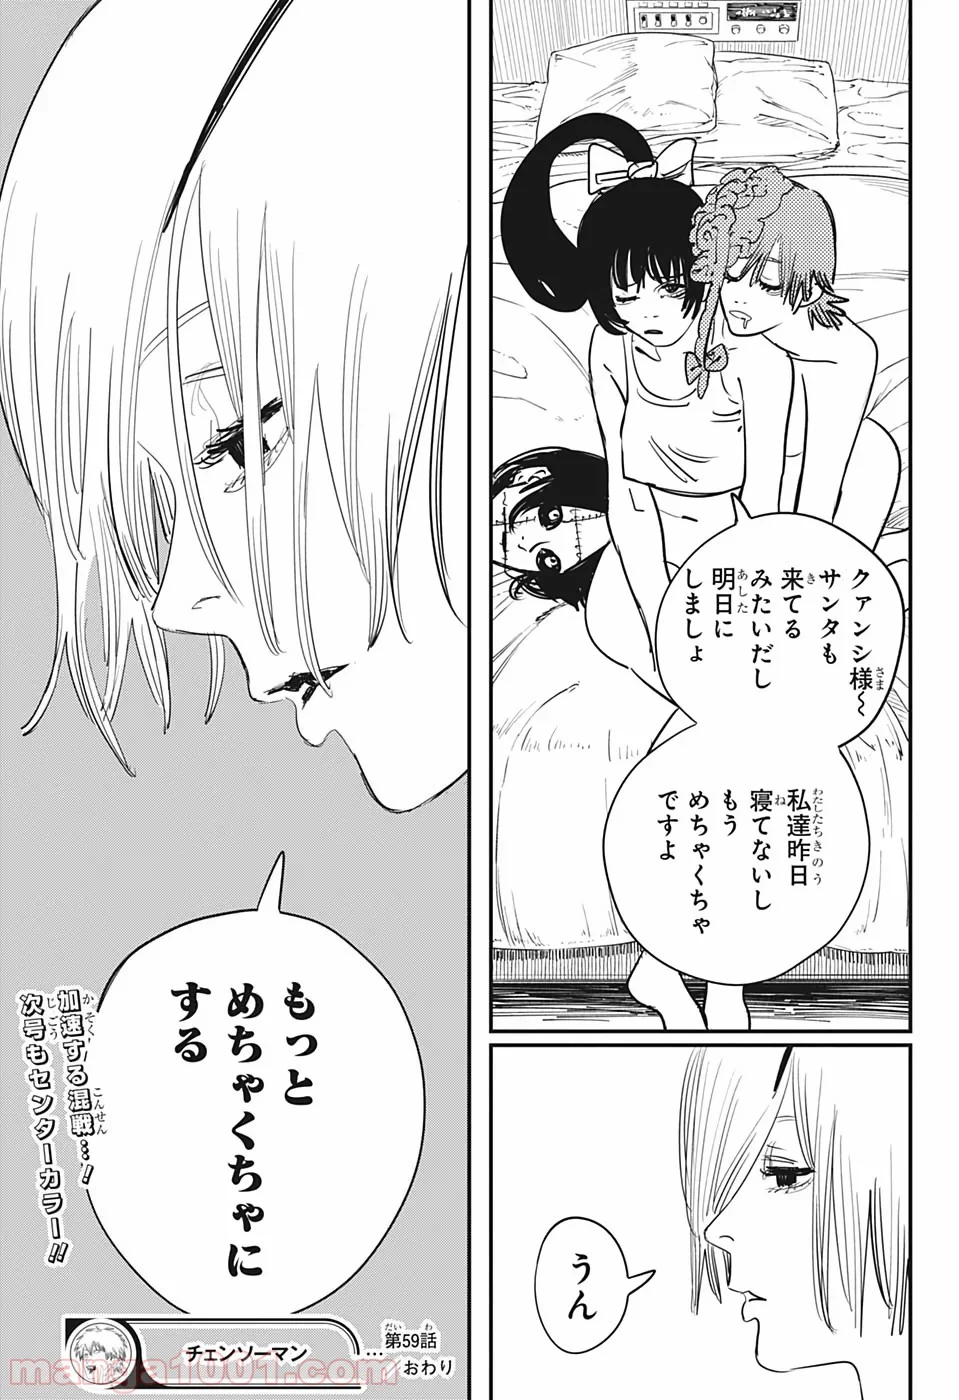 クァンシ様〜
サンタも
来てる
みたいだし
明日に
しましょ
私達昨日
寝てないし
もう
めちゃくちゃ
ですよ
うん
もっと
めちゃくちゃに
する
加速する混戦…!
次号もセンターカラー!!
チェンソーマン
…
第59話
おわり
manga1001.com